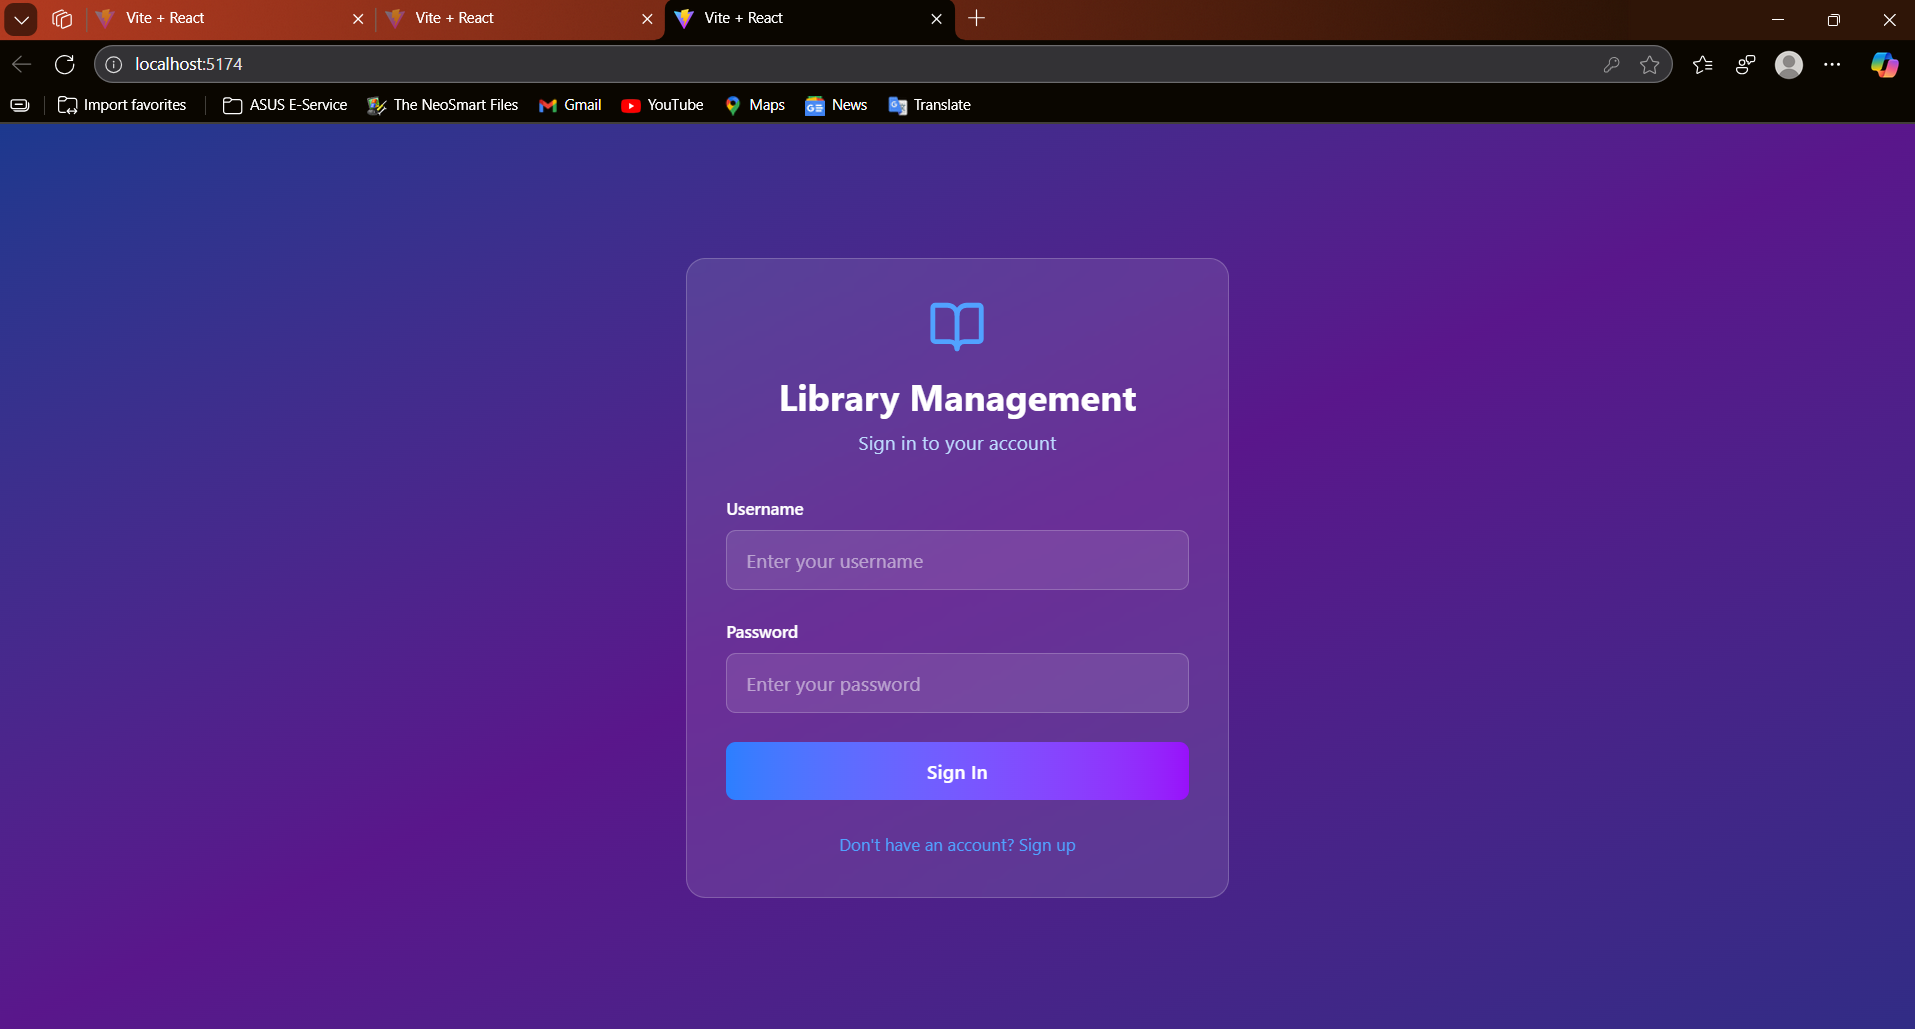 Vite + React
Vite + React
Vite + React
localhost:5174
Import favorites
ASUS E-Service
The NeoSmart Files
Gmail
YouTube
Maps
News
Translate
Library Management
Sign in to your account
Username
Enter your username
Password
Enter your password
Sign In
Don't have an account? Sign up